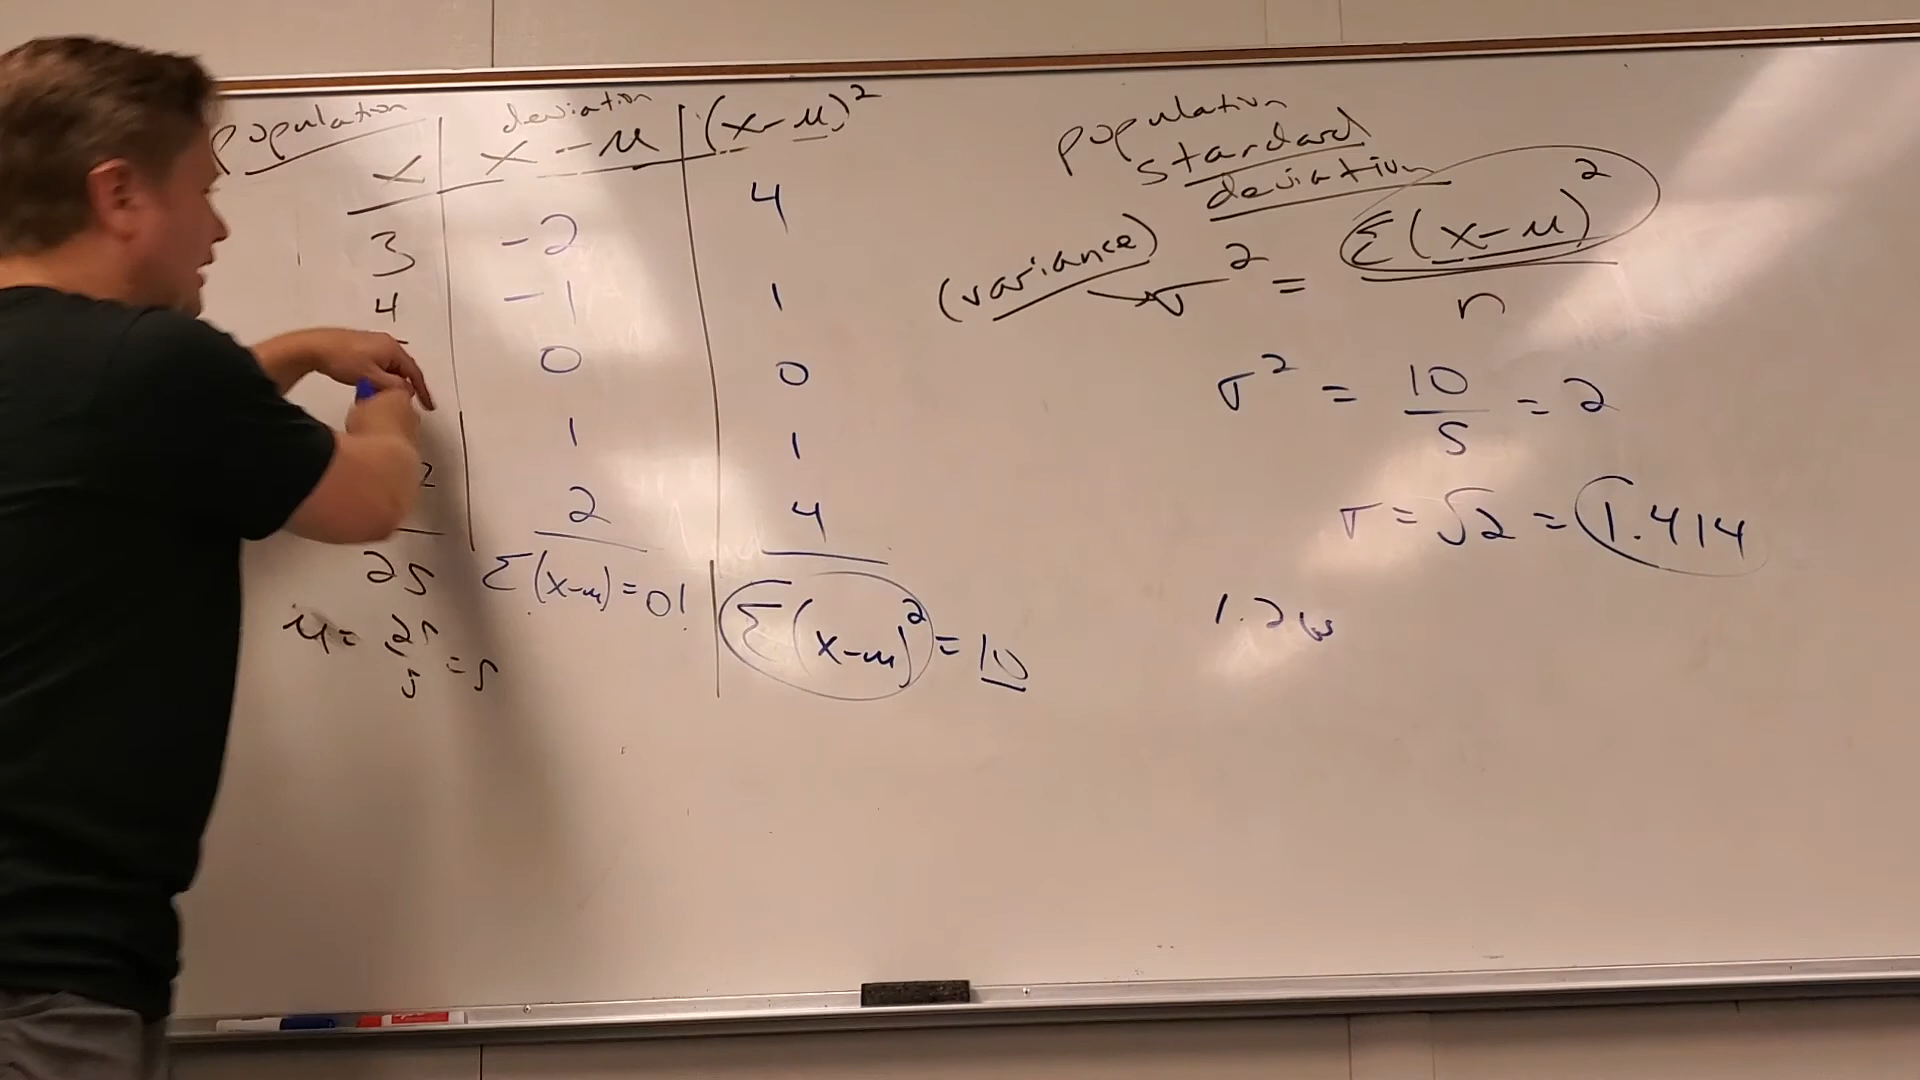 population
x
3
4
25
μ = 25/5 = 5
deviation
x - μ
-2
-1
0
1
2
Σ(x-μ) = 0!
(x-μ)²
4
1
0
1
4
Σ(x-μ)² = 10
population
standard
deviation
(variance) → σ² = Σ(x-μ)² / n
σ² = 10/5 = 2
σ = √2 = 1.414
1.2